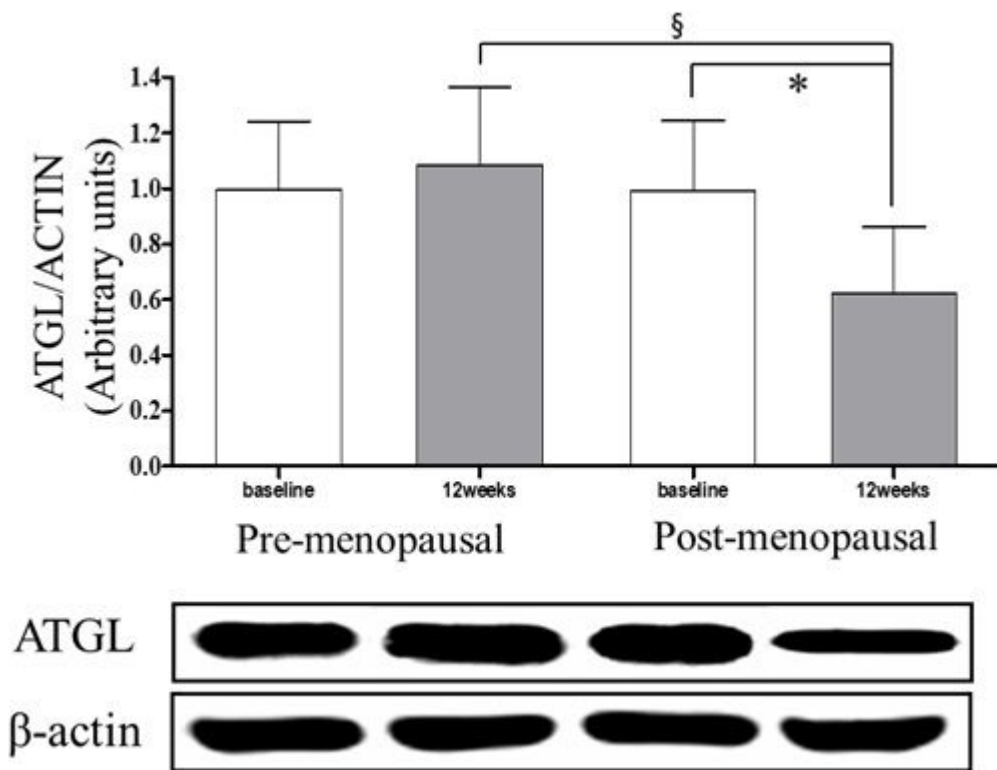 §
*
1.4
1.2
1.0
0.8
0.6
0.4
0.2
0.0
ATGL/ACTIN
(Arbitrary units)
baseline 12weeks baseline 12weeks
Pre-menopausal Post-menopausal
ATGL
β-actin